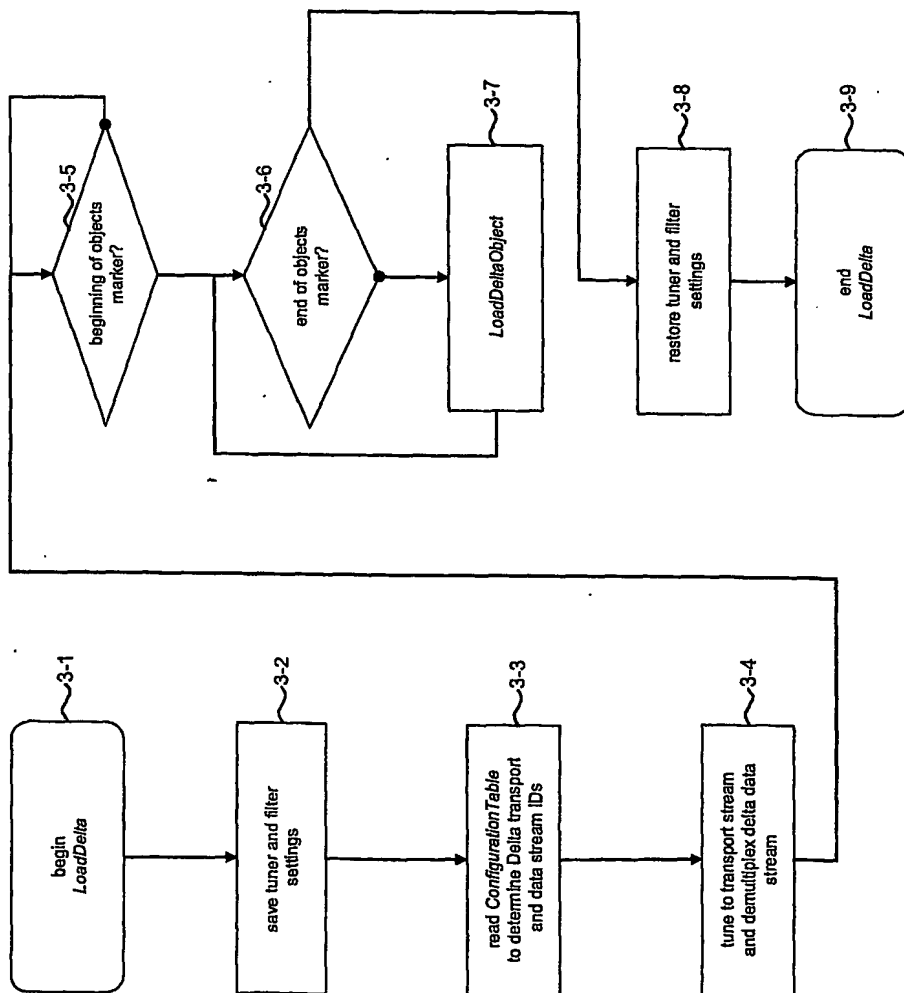 3-1
begin
LoadDelta
3-2
save tuner and filter
settings
3-3
read ConfigurationTable
to determine Delta transport
and data stream IDs
3-4
tune to transport stream
and demultiplex delta data
stream
3-5
beginning of objects
marker?
3-6
end of objects
marker?
3-7
LoadDeltaObject
3-8
restore tuner and filter
settings
3-9
end
LoadDelta